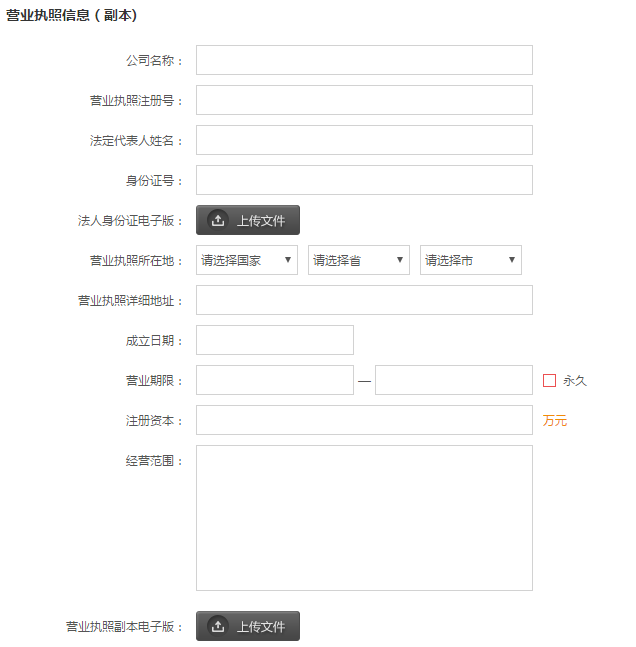 营业执照信息（副本）
公司名称：
营业执照注册号：
法定代表人姓名：
身份证号：
法人身份证电子版： 上传文件
营业执照所在地： 请选择国家 请选择省 请选择市
营业执照详细地址：
成立日期：
营业期限： — 永久
注册资本： 万元
经营范围：
营业执照副本电子版： 上传文件